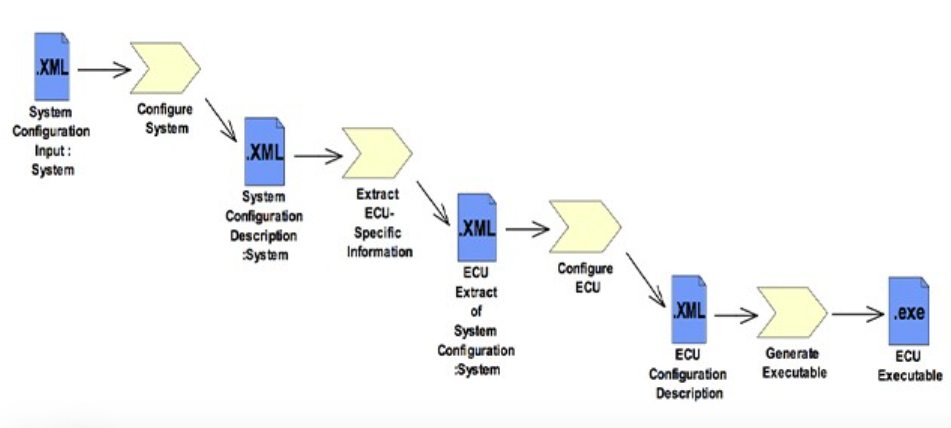 .XML
System
Configuration
Input :
System
Configure
System
.XML
System
Configuration
Description
:System
Extract
ECU-
Specific
Information
.XML
ECU
Extract
of
System
Configuration
:System
Configure
ECU
.XML
ECU
Configuration
Description
Generate
Executable
.exe
ECU
Executable